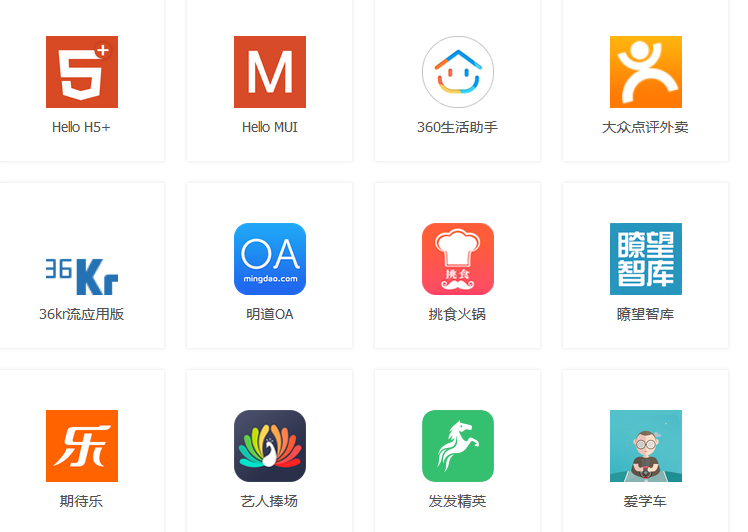 5+
M
Hello H5+
Hello MUI
360生活助手
大众点评外卖
36Kr
OA
mingdao.com
挑食
瞭望
智库
36kr流应用版
明道OA
挑食火锅
瞭望智库
乐
期待乐
艺人捧场
发发精英
爱学车